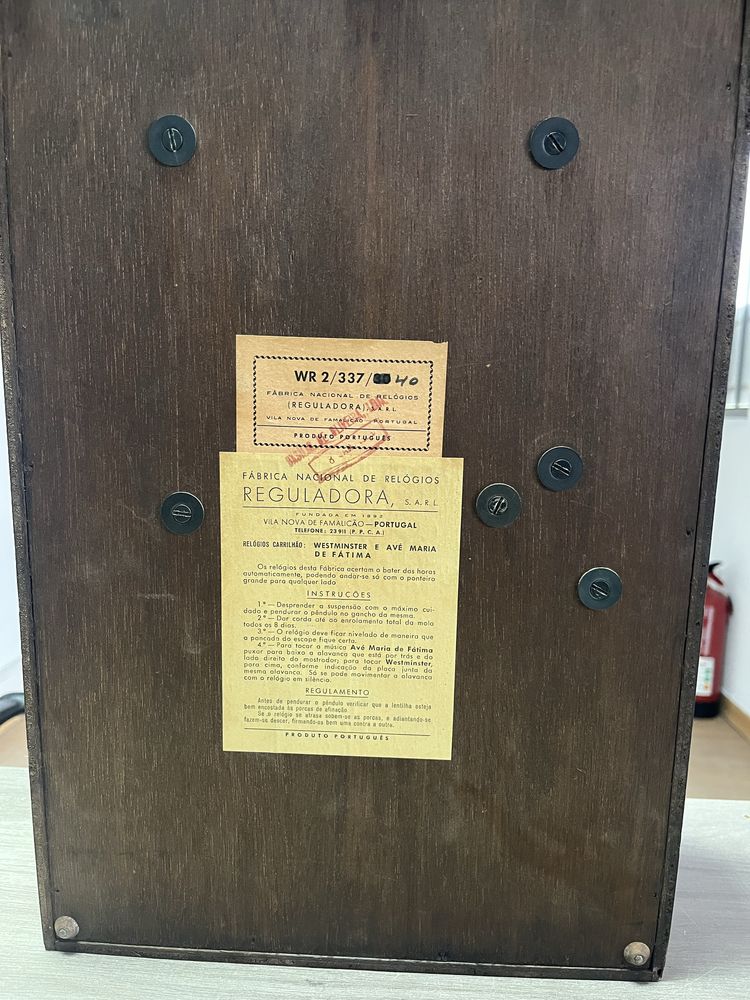 WR 2/337/ 40
FÁBRICA NACIONAL DE RELÓGIOS
(REGULADORA), S.A.R.L.
VILA NOVA DE FAMALICÃO - PORTUGAL
PRODUTO PORTUGUÊS
FÁBRICA NACIONAL DE RELÓGIOS
REGULADORA, S.A.R.L.
FUNDADA EM 1892
VILA NOVA DE FAMALICÃO — PORTUGAL
TELEFONE: 23911 (P. P. C. A.)
RELÓGIOS CARRILHÃO: WESTMINSTER E AVÉ MARIA
DE FÁTIMA
Os relógios desta Fábrica acertam o bater das horas
automaticamente, podendo andar-se só com o ponteiro
grande para qualquer lado
INSTRUÇÕES
1.ª — Desprender a suspensão com o máximo cui-
dado e pendurar o pêndulo no gancho da mesma.
2.ª — Dar corda até ao enrolamento total da mola
todos os 8 dias.
3.ª — O relógio deve ficar nivelado de maneira que
a pancada do escape fique certa.
4.ª — Para tocar a música Avé Maria de Fátima
puxar para baixo a alavanca que está por trás e do
lado direito do mostrador; para tocar Westminster,
para cima, conforme indicação da placa junta da
mesma alavanca. Só se pode movimentar a alavanca
com o relógio em silêncio.
REGULAMENTO
Antes de pendurar o pêndulo verificar que a lentilha esteja
bem encostada às porcas de afinação.
Se o relógio se atrasa sobem-se as porcas, e adiantando-se
fazem-os descer, firmando-os bem uma contra a outra.
PRODUTO PORTUGUÊS